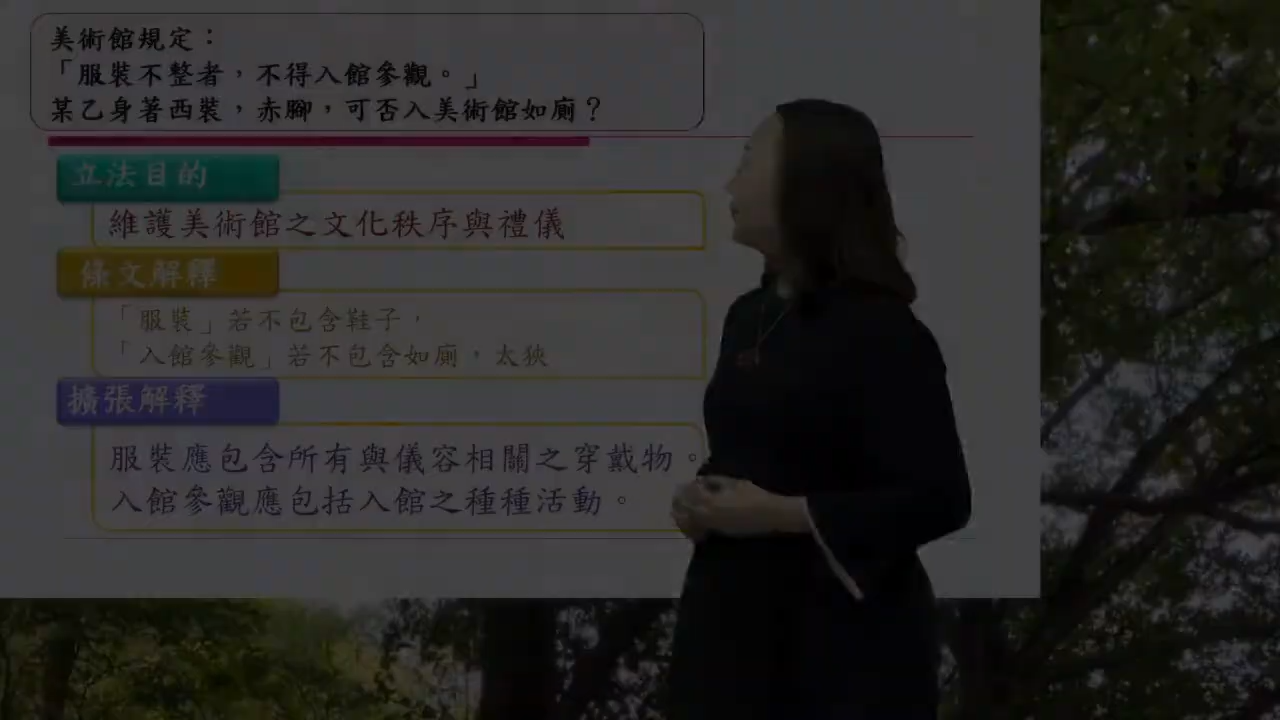 美術館規定：
「服裝不整者，不得入館參觀。」
某乙身著西裝，赤腳，可否入美術館如廁？
立法目的
維護美術館之文化秩序與禮儀
條文解釋
「服裝」若不包含鞋子，
「入館參觀」若不包含如廁，太狹
擴張解釋
服裝應包含所有與儀容相關之穿戴物。
入館參觀應包括入館之種種活動。